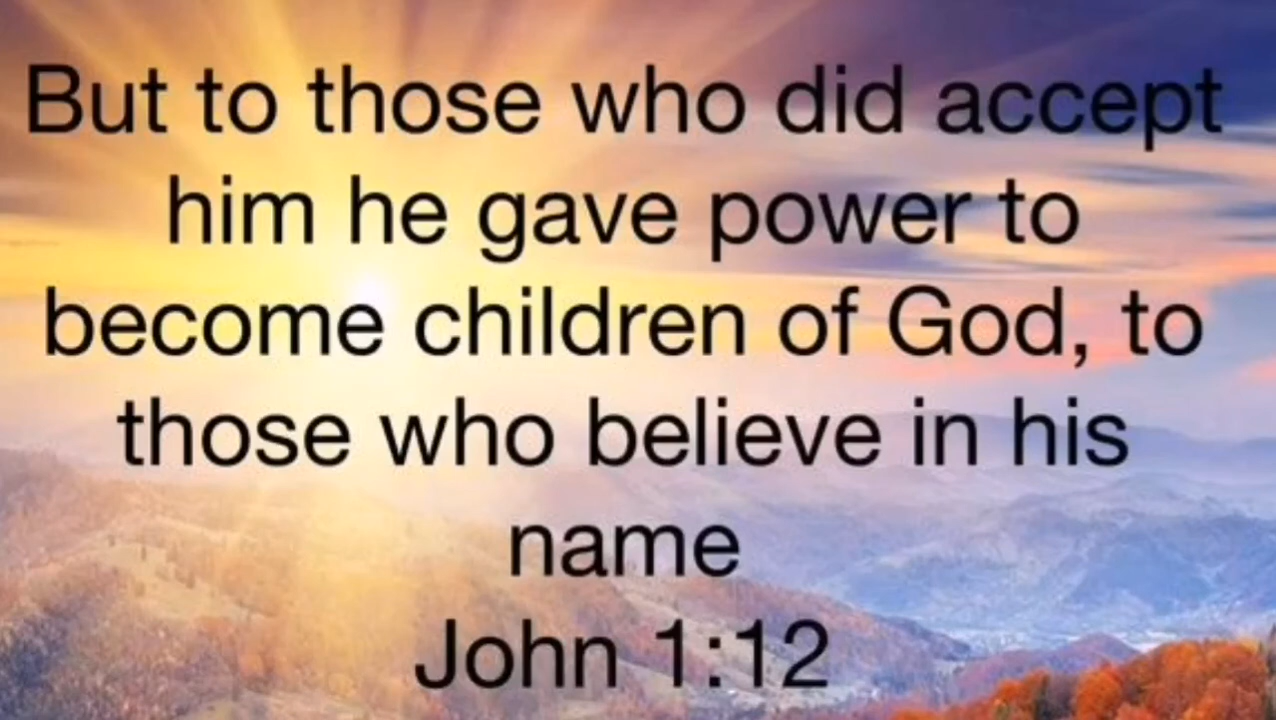 But to those who did accept
him he gave power to
become children of God, to
those who believe in his
name
John 1:12